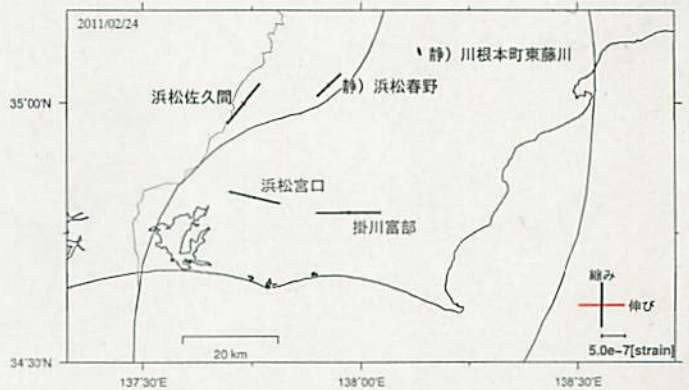 2011/02/24
静）川根本町東藤川
35°00'N
浜松佐久間
静）浜松春野
浜松宮口
掛川富部
縮み
伸び
20 km
5.0e-7[strain]
34°30'N
137°30'E
138°00'E
138°30'E